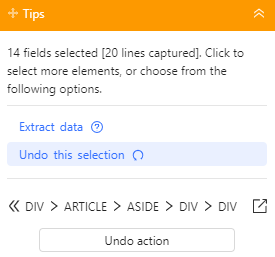 Tips
14 fields selected [20 lines captured]. Click to
select more elements, or choose from the
following options.
Extract data
Undo this selection
DIV > ARTICLE > ASIDE > DIV > DIV
Undo action